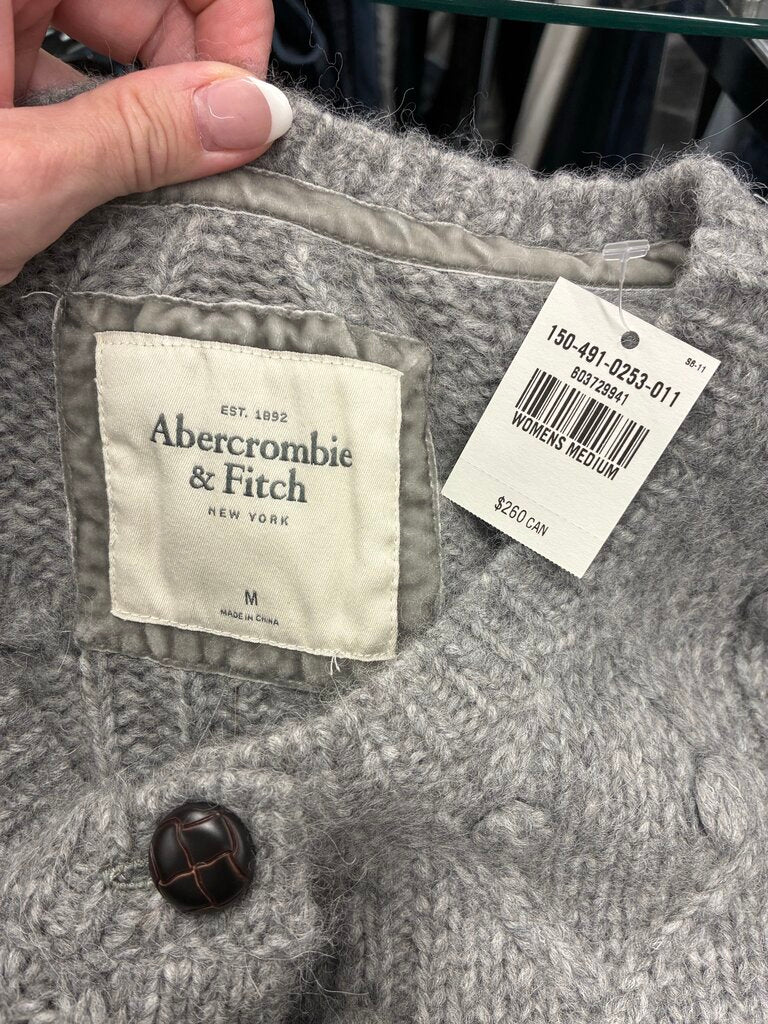 EST. 1892
Abercrombie
& Fitch
NEW YORK
M
MADE IN CHINA
150-491-0253-011
S6-11
603729941
WOMENS MEDIUM
$260 CAN